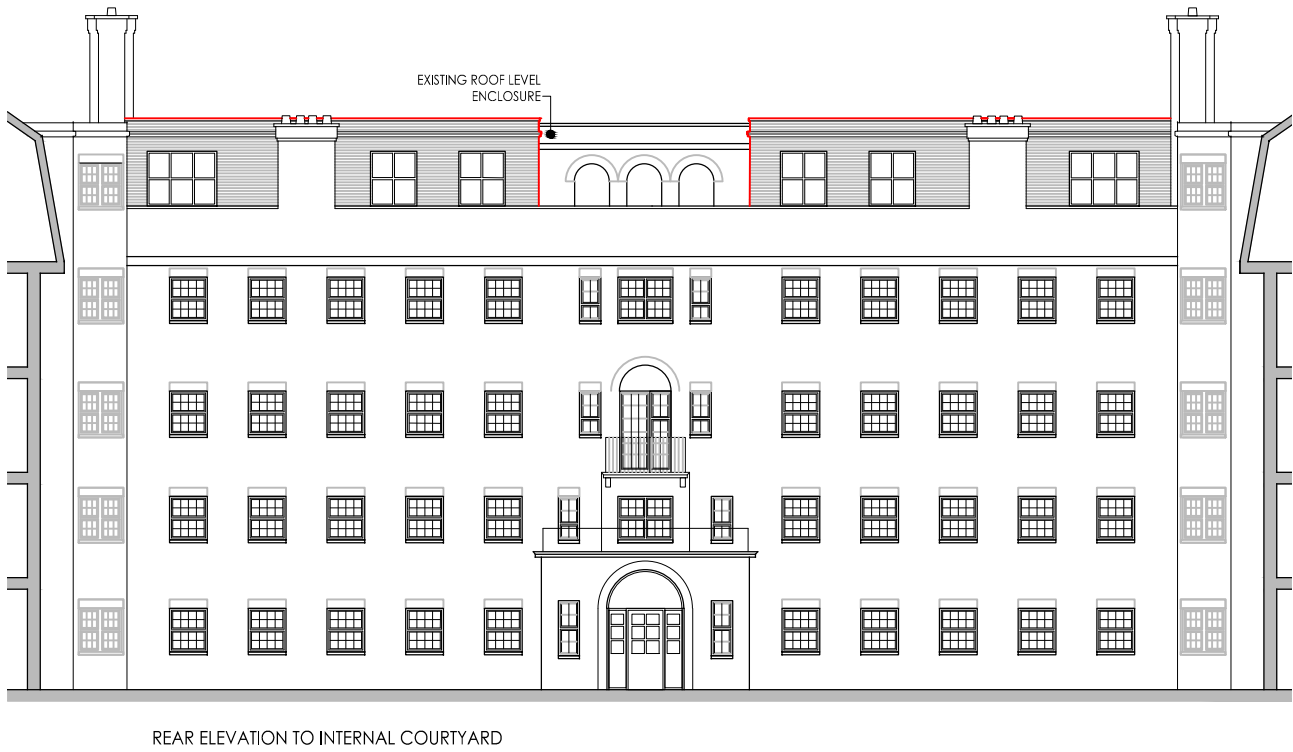 EXISTING ROOF LEVEL
ENCLOSURE
REAR ELEVATION TO INTERNAL COURTYARD